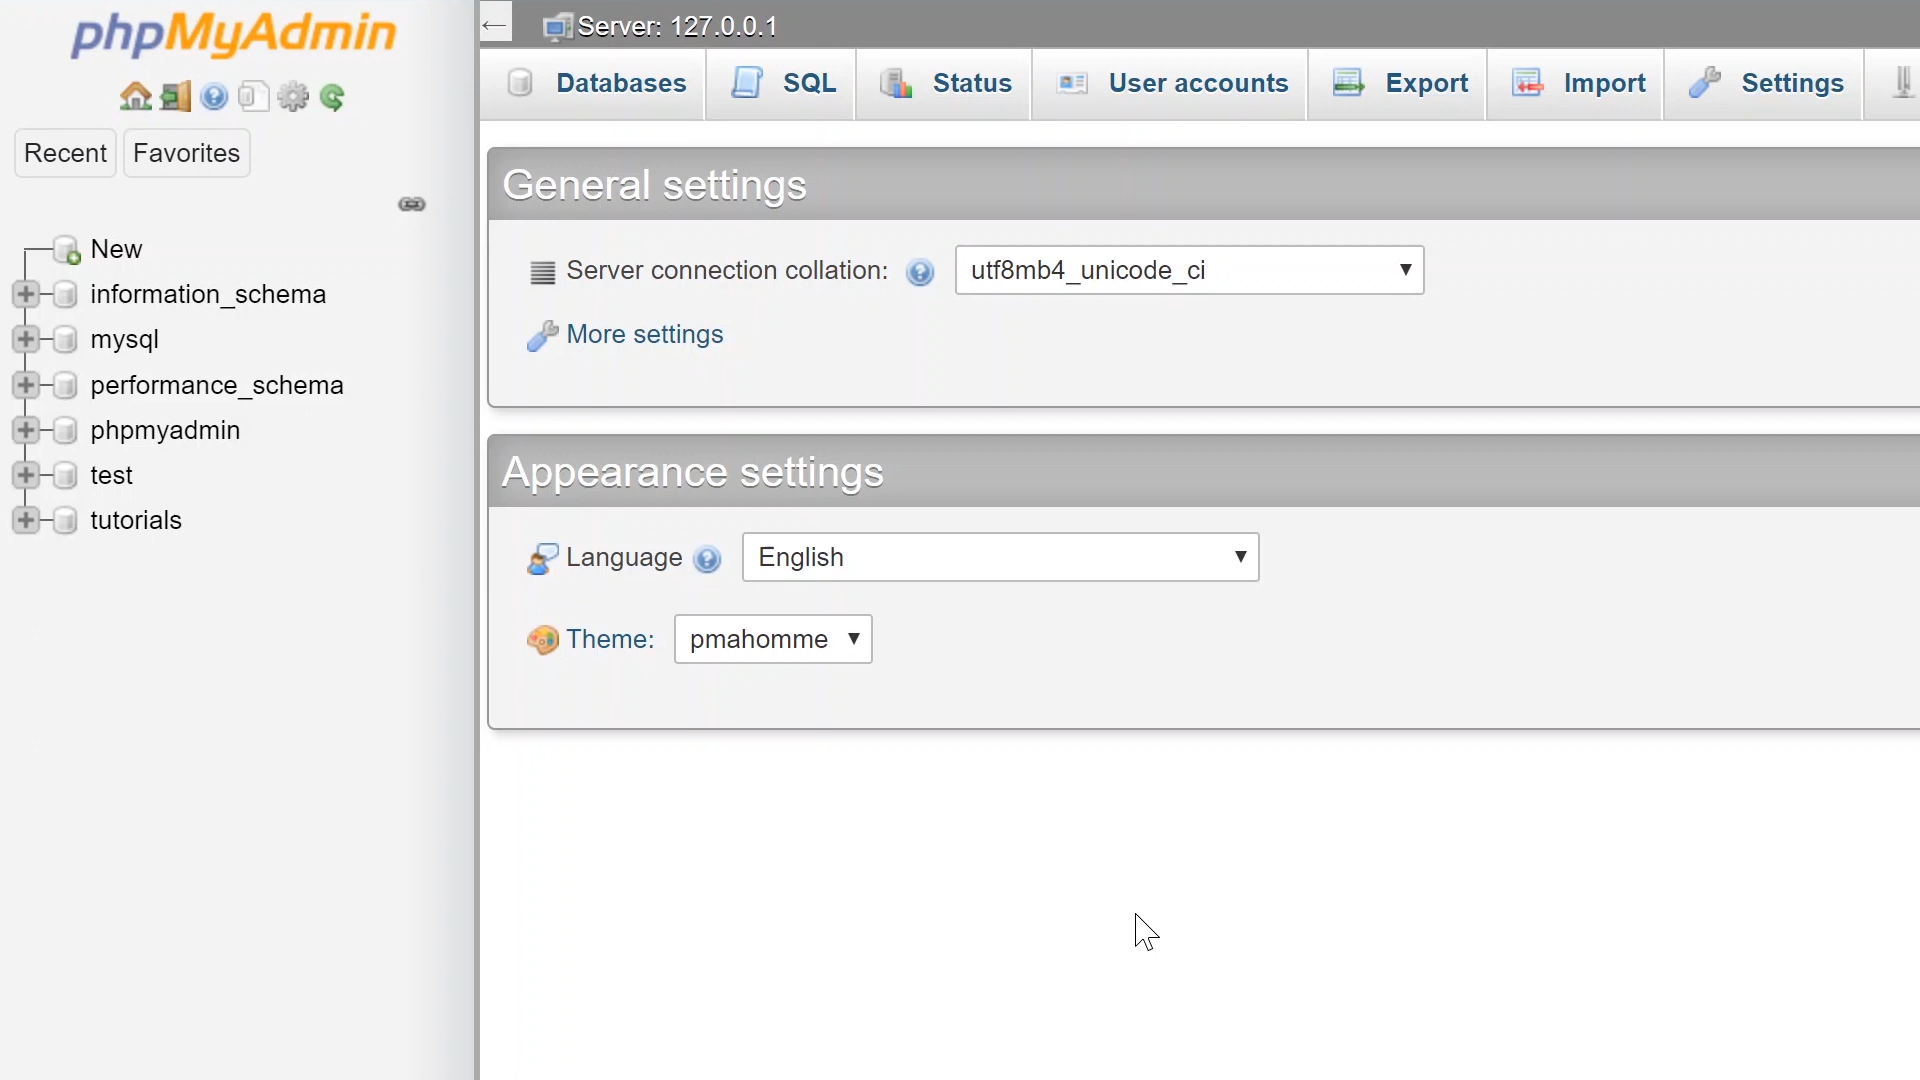 phpMyAdmin
Recent
Favorites
New
information_schema
mysql
performance_schema
phpmyadmin
test
tutorials
Server: 127.0.0.1
Databases
SQL
Status
User accounts
Export
Import
Settings
General settings
Server connection collation:
utf8mb4_unicode_ci
More settings
Appearance settings
Language
English
Theme:
pmahomme